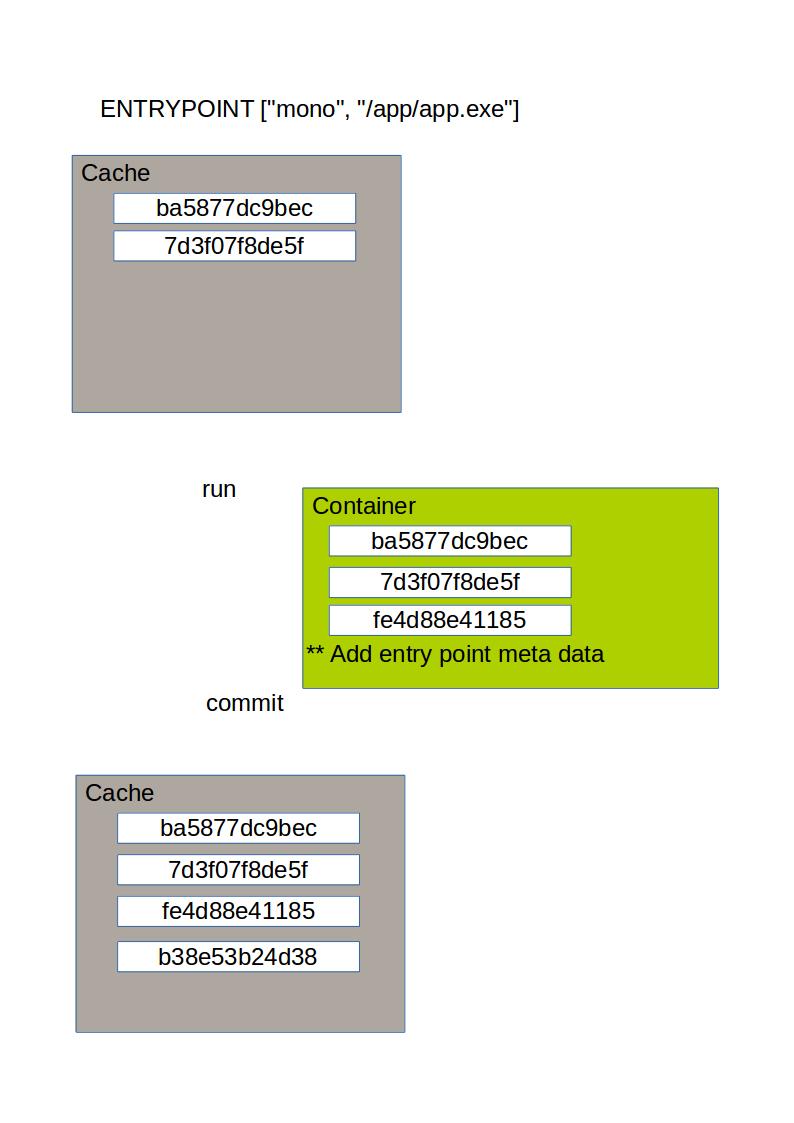 ENTRYPOINT ["mono", "/app/app.exe"]
Cache
ba5877dc9bec
7d3f07f8de5f
run
Container
ba5877dc9bec
7d3f07f8de5f
fe4d88e41185
** Add entry point meta data
commit
Cache
ba5877dc9bec
7d3f07f8de5f
fe4d88e41185
b38e53b24d38